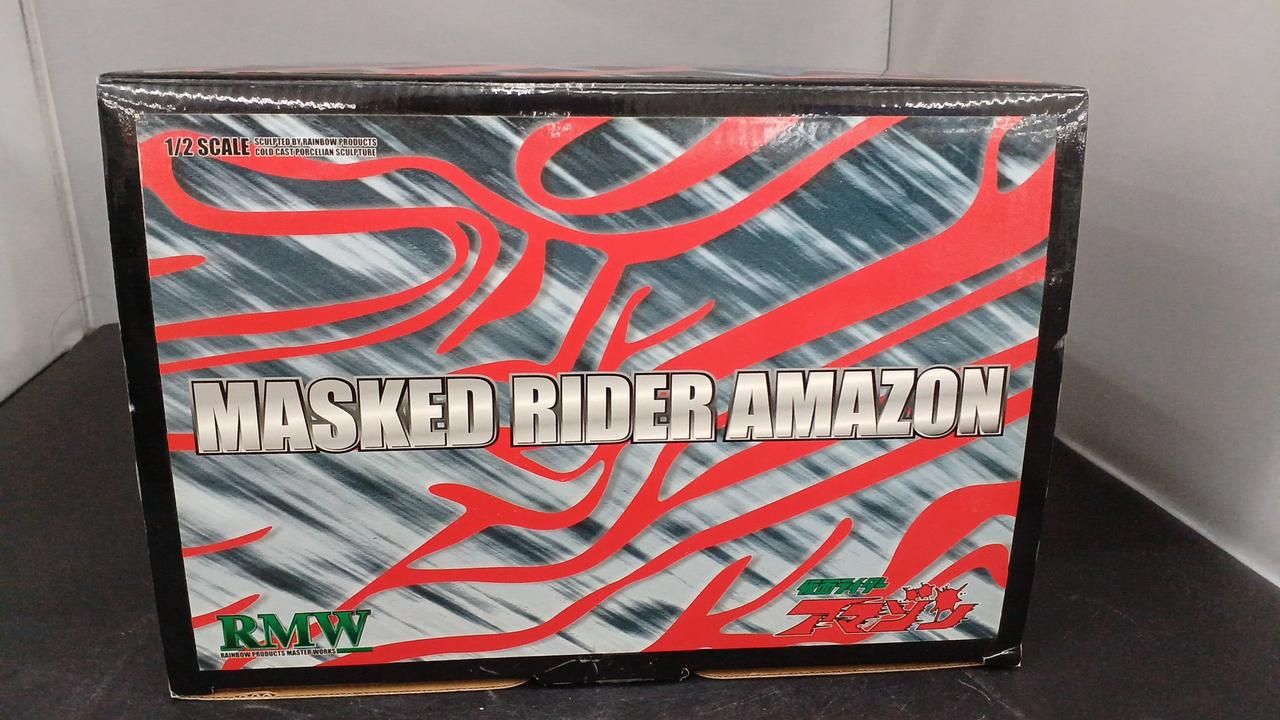 1/2 SCALE SCULPTED BY RAINBOW PRODUCTS
COLD CAST PORCELIAN SCULPTURE
MASKED RIDER AMAZON
仮面ライダー
アマゾン
RMW
RAINBOW PRODUCTS MASTER WORKS